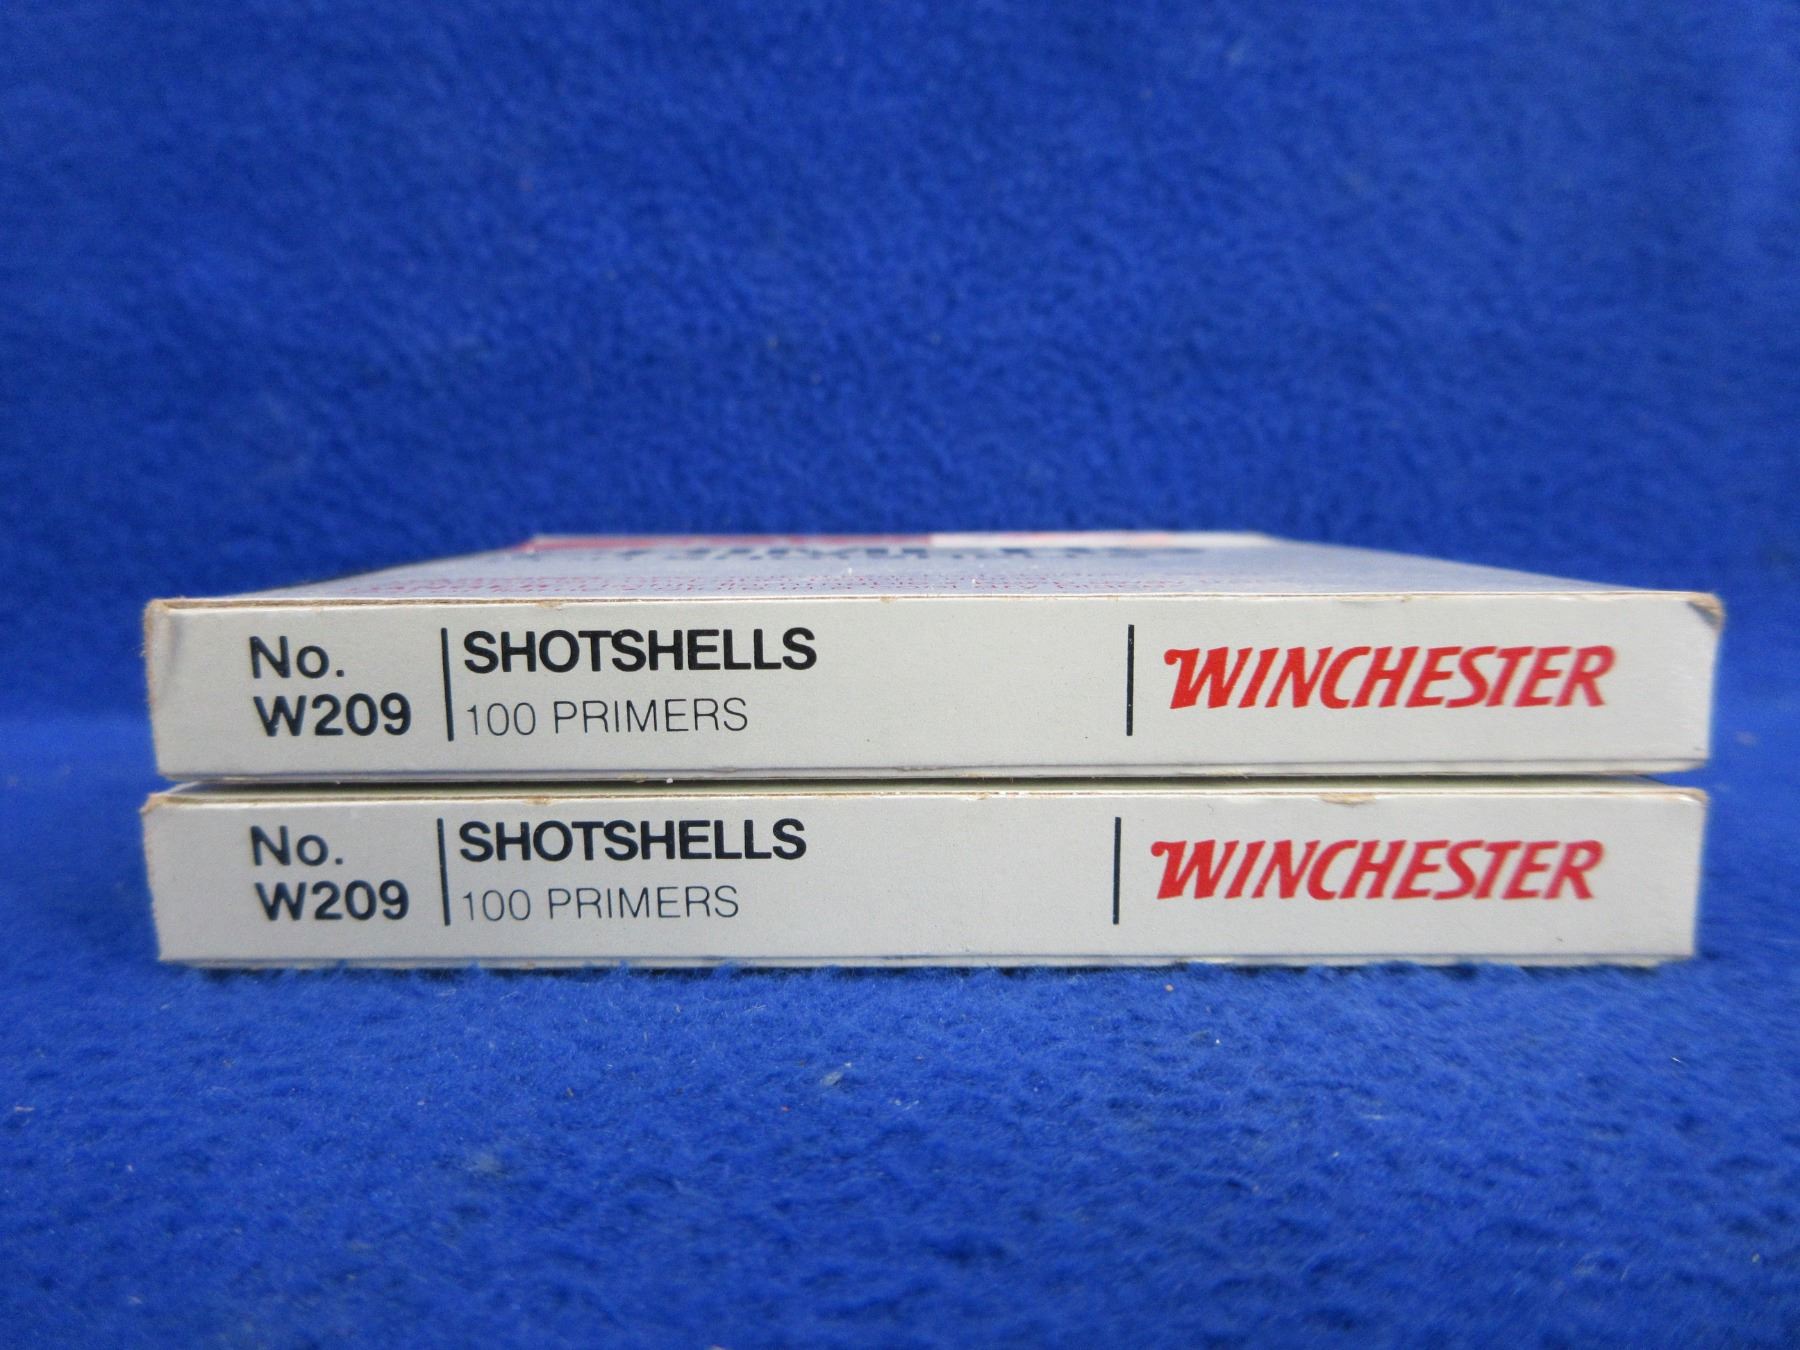 No.
W209
SHOTSHELLS
100 PRIMERS
WINCHESTER
No.
W209
SHOTSHELLS
100 PRIMERS
WINCHESTER